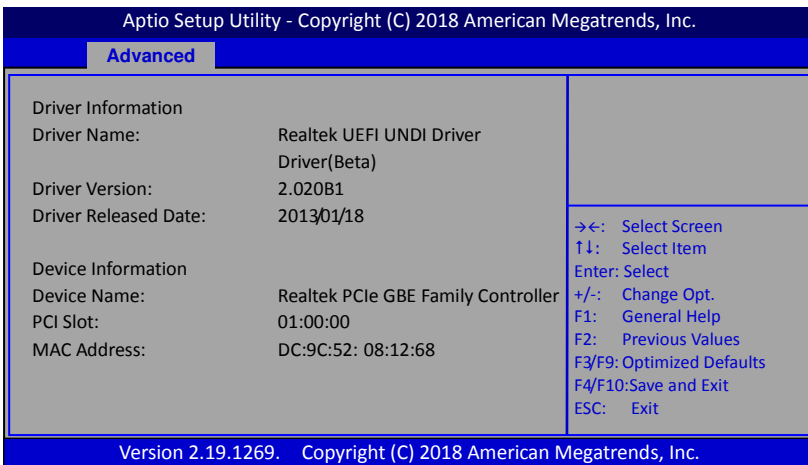 Aptio Setup Utility - Copyright (C) 2018 American Megatrends, Inc.
Advanced
Driver Information
Driver Name: Realtek UEFI UNDI Driver
Driver(Beta)
Driver Version: 2.020B1
Driver Released Date: 2013/01/18
Device Information
Device Name: Realtek PCIe GBE Family Controller
PCI Slot: 01:00:00
MAC Address: DC:9C:52: 08:12:68
→←: Select Screen
↑↓: Select Item
Enter: Select
+/-: Change Opt.
F1: General Help
F2: Previous Values
F3/F9: Optimized Defaults
F4/F10:Save and Exit
ESC: Exit
Version 2.19.1269. Copyright (C) 2018 American Megatrends, Inc.